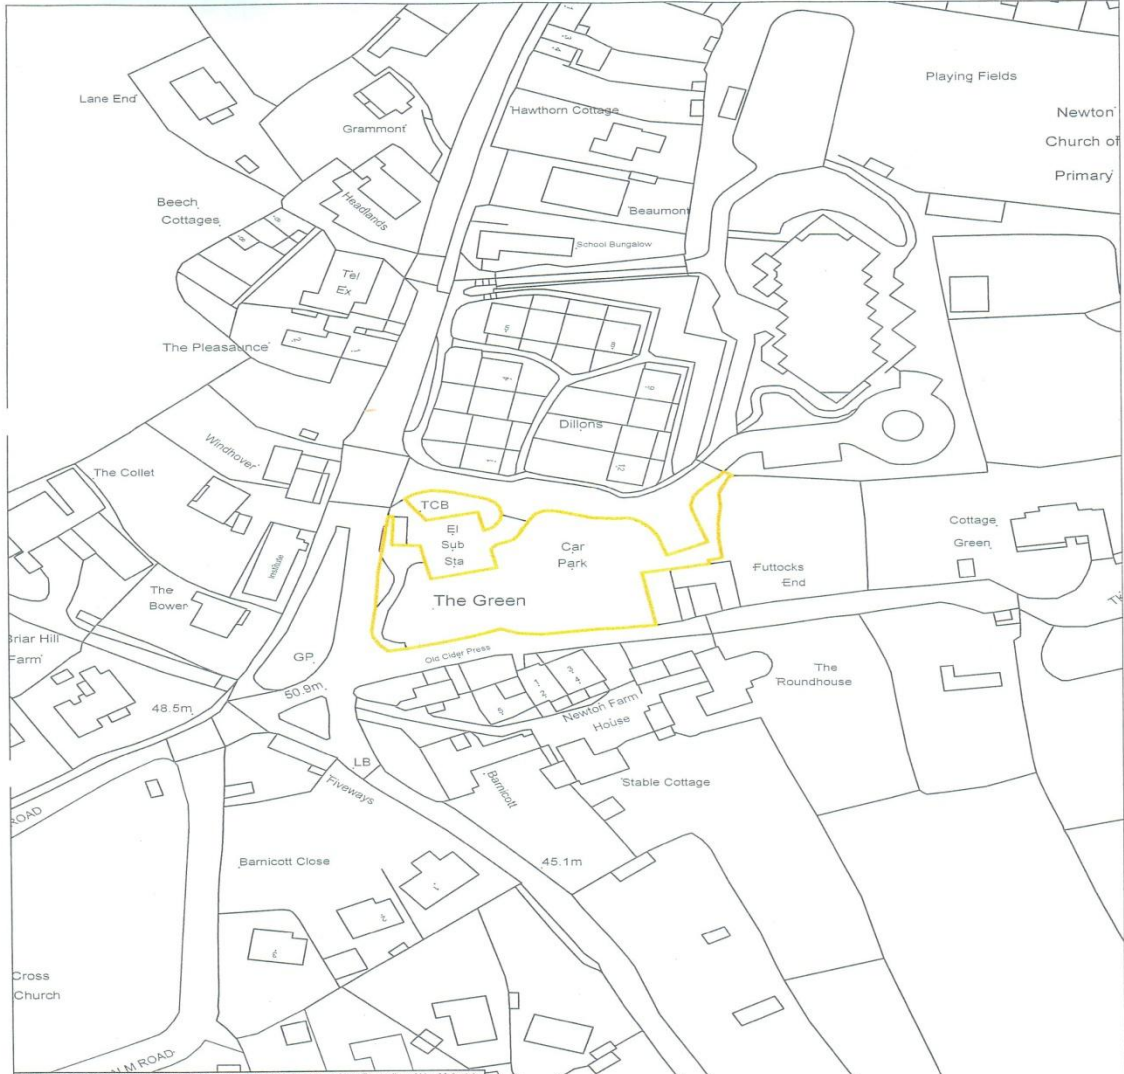 Playing Fields
Lane End
Hawthorn Cottage
Newton
Grammont
Church of
Primary
Beech
Cottages
Headlands
Beaumont
School Bungalow
Tel
Ex
The Pleasaunce
Dillons
Windhover
The Collet
TCB
El
Sub
Sta
Car
Park
Cottage
Green
Institute
Futtocks
End
The
Bower
The Green
Briar Hill
Farm
GP
Old Cider Press
The
Roundhouse
50.9m
48.5m
Newton Farm
House
LB
Fiveways
Barnicott
Stable Cottage
ROAD
Barnicott Close
45.1m
Cross
Church
ALM ROAD